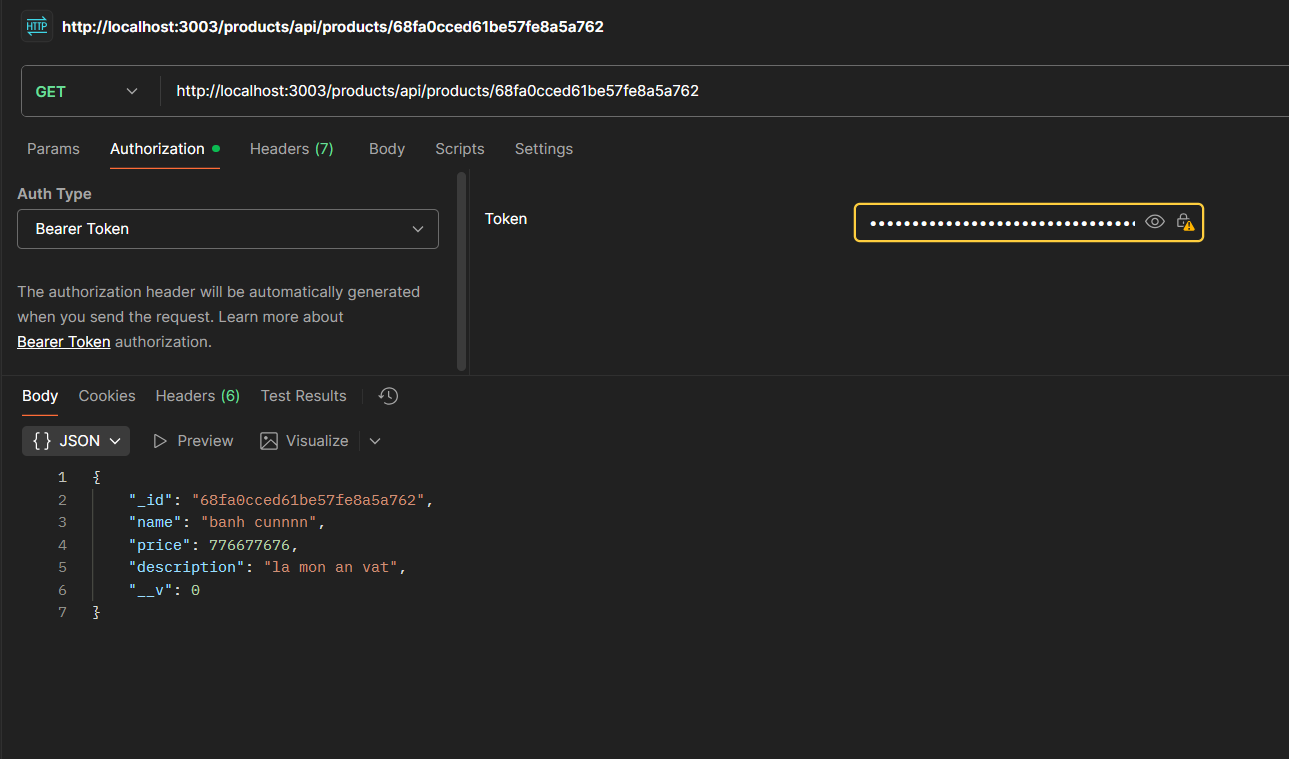 HTTP http://localhost:3003/products/api/products/68fa0cced61be57fe8a5a762
GET http://localhost:3003/products/api/products/68fa0cced61be57fe8a5a762
Params Authorization Headers (7) Body Scripts Settings
Auth Type
Bearer Token
Token
The authorization header will be automatically generated
when you send the request. Learn more about
Bearer Token authorization.
Body Cookies Headers (6) Test Results
{} JSON Preview Visualize
1 {
2 "_id": "68fa0cced61be57fe8a5a762",
3 "name": "banh cunnnn",
4 "price": 776677676,
5 "description": "la mon an vat",
6 "__v": 0
7 }